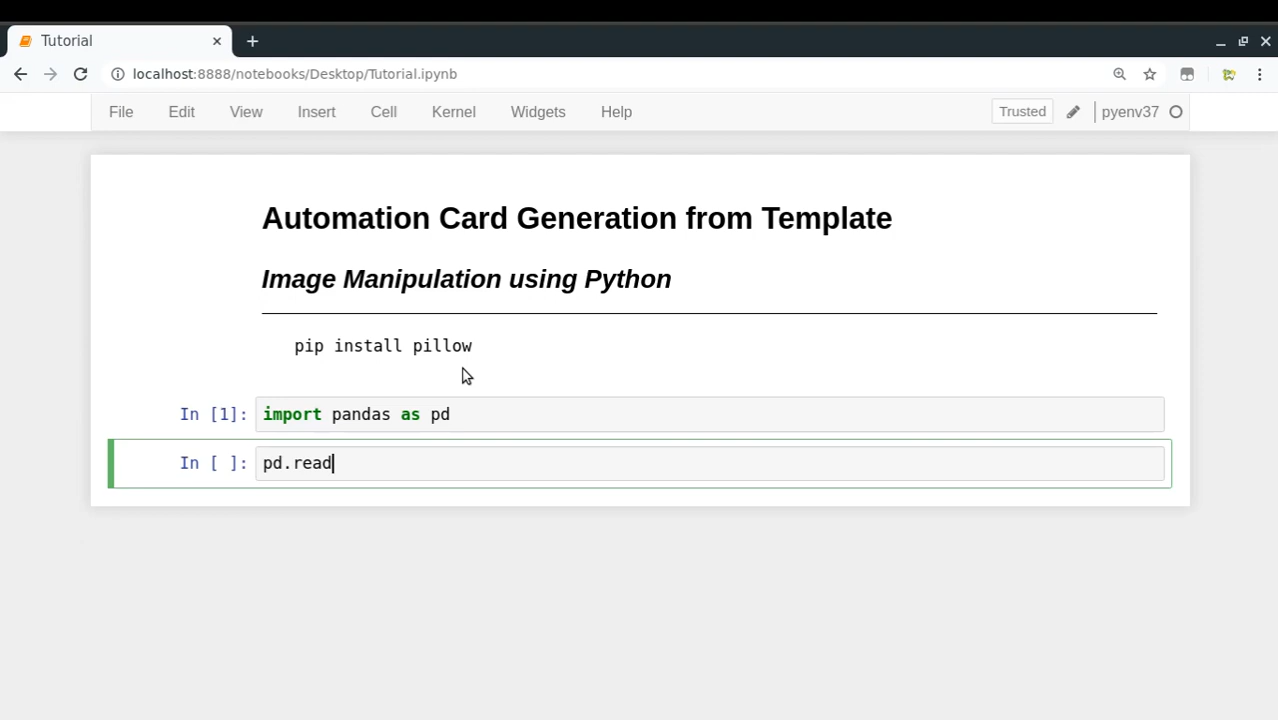 Tutorial
localhost:8888/notebooks/Desktop/Tutorial.ipynb
File Edit View Insert Cell Kernel Widgets Help Trusted pyenv37
Automation Card Generation from Template
Image Manipulation using Python
pip install pillow
In [1]: import pandas as pd
In [ ]: pd.read